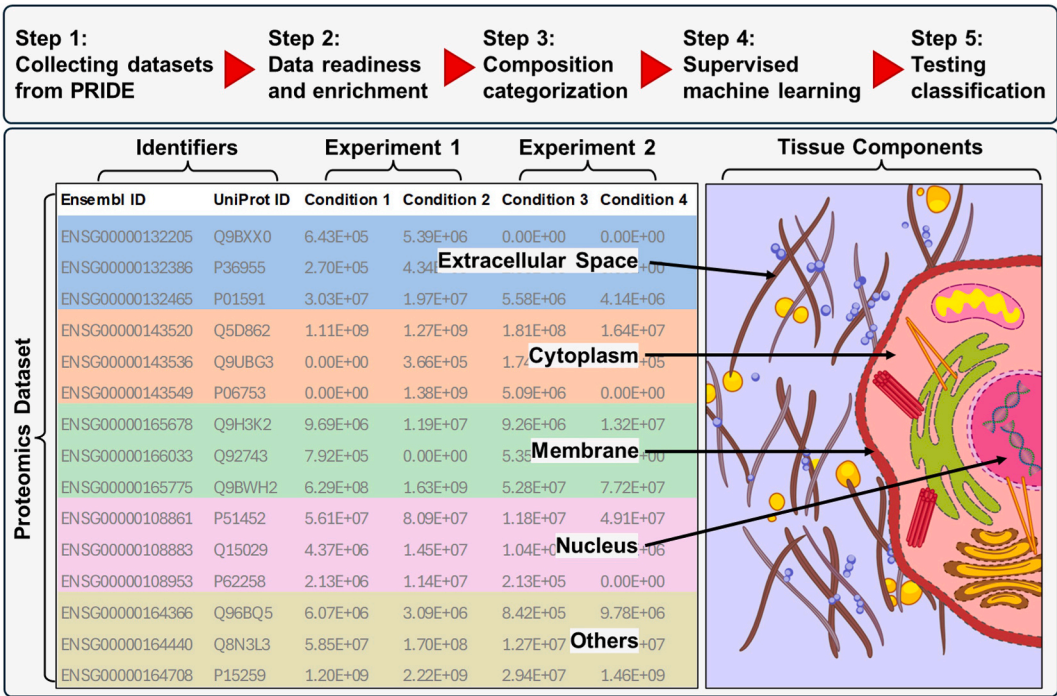 Step 1:
Collecting datasets
from PRIDE
Step 2:
Data readiness
and enrichment
Step 3:
Composition
categorization
Step 4:
Supervised
machine learning
Step 5:
Testing
classification
Identifiers
Experiment 1
Experiment 2
Tissue Components
Proteomics Dataset
Ensembl ID UniProt ID Condition 1 Condition 2 Condition 3 Condition 4
ENSG00000132205 Q9BXX0 6.43E+05 5.39E+06 0.00E+00 0.00E+00
ENSG00000132386 P36955 2.70E+05
Extracellular Space
ENSG00000132465 P01591 3.03E+07 1.97E+07 5.58E+06 4.14E+06
ENSG00000143520 Q5D862 1.11E+09 1.27E+09 1.81E+08 1.64E+07
ENSG00000143536 Q9UBG3 0.00E+00 3.66E+05
Cytoplasm
ENSG00000143549 P06753 0.00E+00 1.38E+09 5.09E+06 0.00E+00
ENSG00000165678 Q9H3K2 9.69E+06 1.19E+07 9.26E+06 1.32E+07
ENSG00000166033 Q92743 7.92E+05 0.00E+00
Membrane
ENSG00000165775 Q9BWH2 6.29E+08 1.63E+09 5.28E+07 7.72E+07
ENSG00000108861 P51452 5.61E+07 8.09E+07 1.18E+07 4.91E+07
ENSG00000108883 Q15029 4.37E+06 1.45E+07
Nucleus
ENSG00000108953 P62258 2.13E+06 1.14E+07 2.13E+05 0.00E+00
ENSG00000164366 Q96BQ5 6.07E+06 3.09E+06 8.42E+05 9.78E+06
ENSG00000164440 Q8N3L3 5.85E+07 1.70E+08 1.27E+07
Others
ENSG00000164708 P15259 1.20E+09 2.22E+09 2.94E+07 1.46E+09